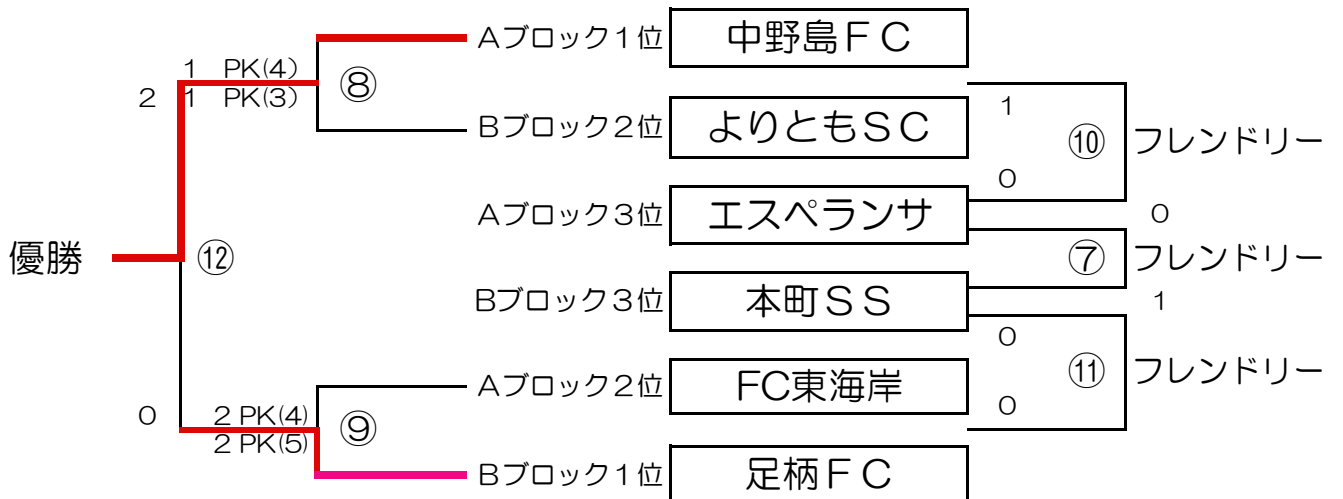 Aブロック1位 中野島FC
1 PK(4)
⑧
2 1 PK(3)
1
Bブロック2位 よりともSC
⑩ フレンドリー
0
Aブロック3位 エスペランサ
0
優勝 ⑫
⑦ フレンドリー
Bブロック3位 本町SS
1
0
⑪ フレンドリー
Aブロック2位 FC東海岸
0
0 2 PK(4)
⑨
2 PK(5)
Bブロック1位 足柄FC